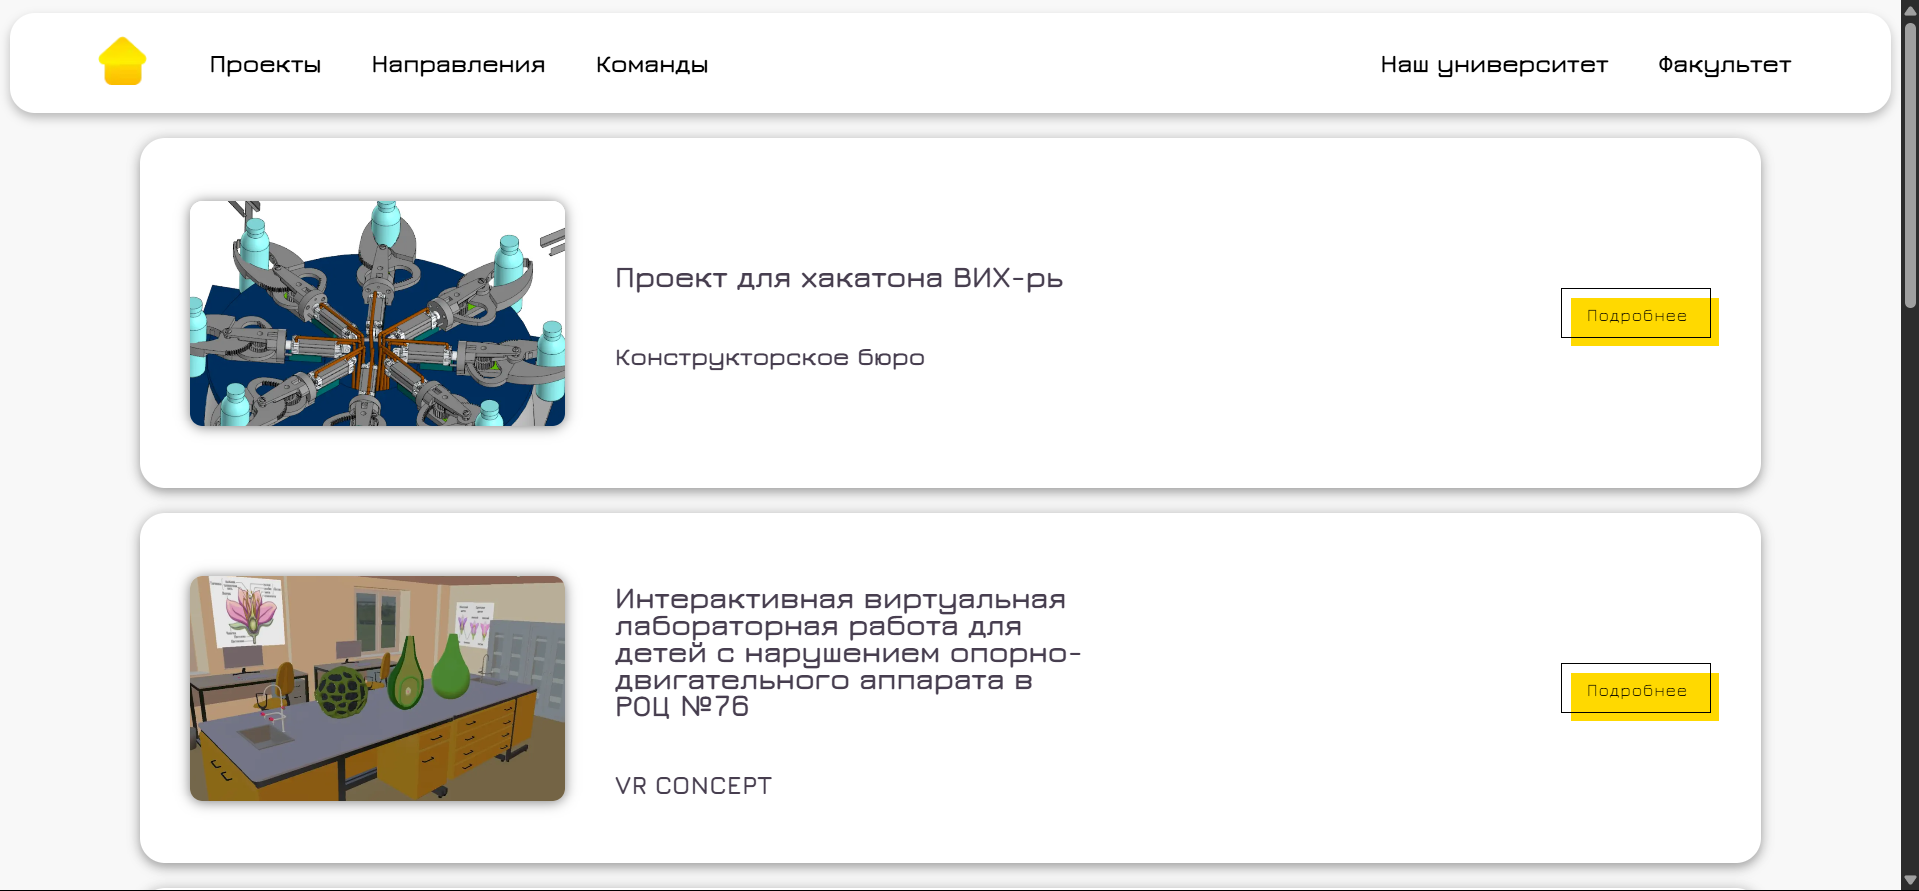 Проекты
Направления
Команды
Наш университет
Факультет
Проект для хакатона ВИХ-рь
Конструкторское бюро
Подробнее
Интерактивная виртуальная
лабораторная работа для
детей с нарушением опорно-
двигательного аппарата в
РОЦ №76
VR CONCEPT
Подробнее